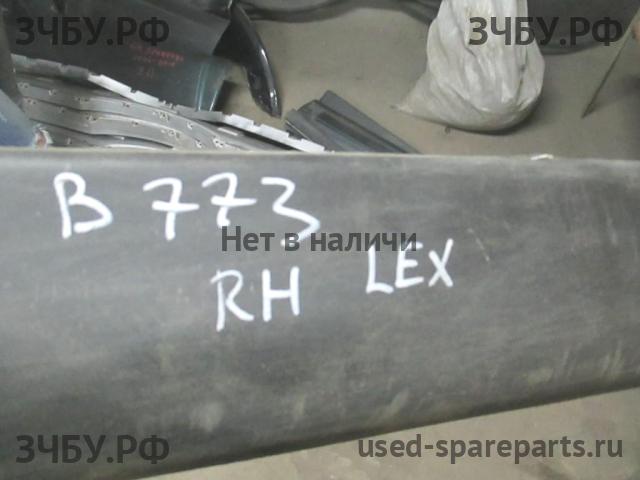 ЗЧБУ.РФ ЗЧБУ.РФ
B 773
Нет в наличи
RH LEX
ЗЧБУ.РФ used-spareparts.ru